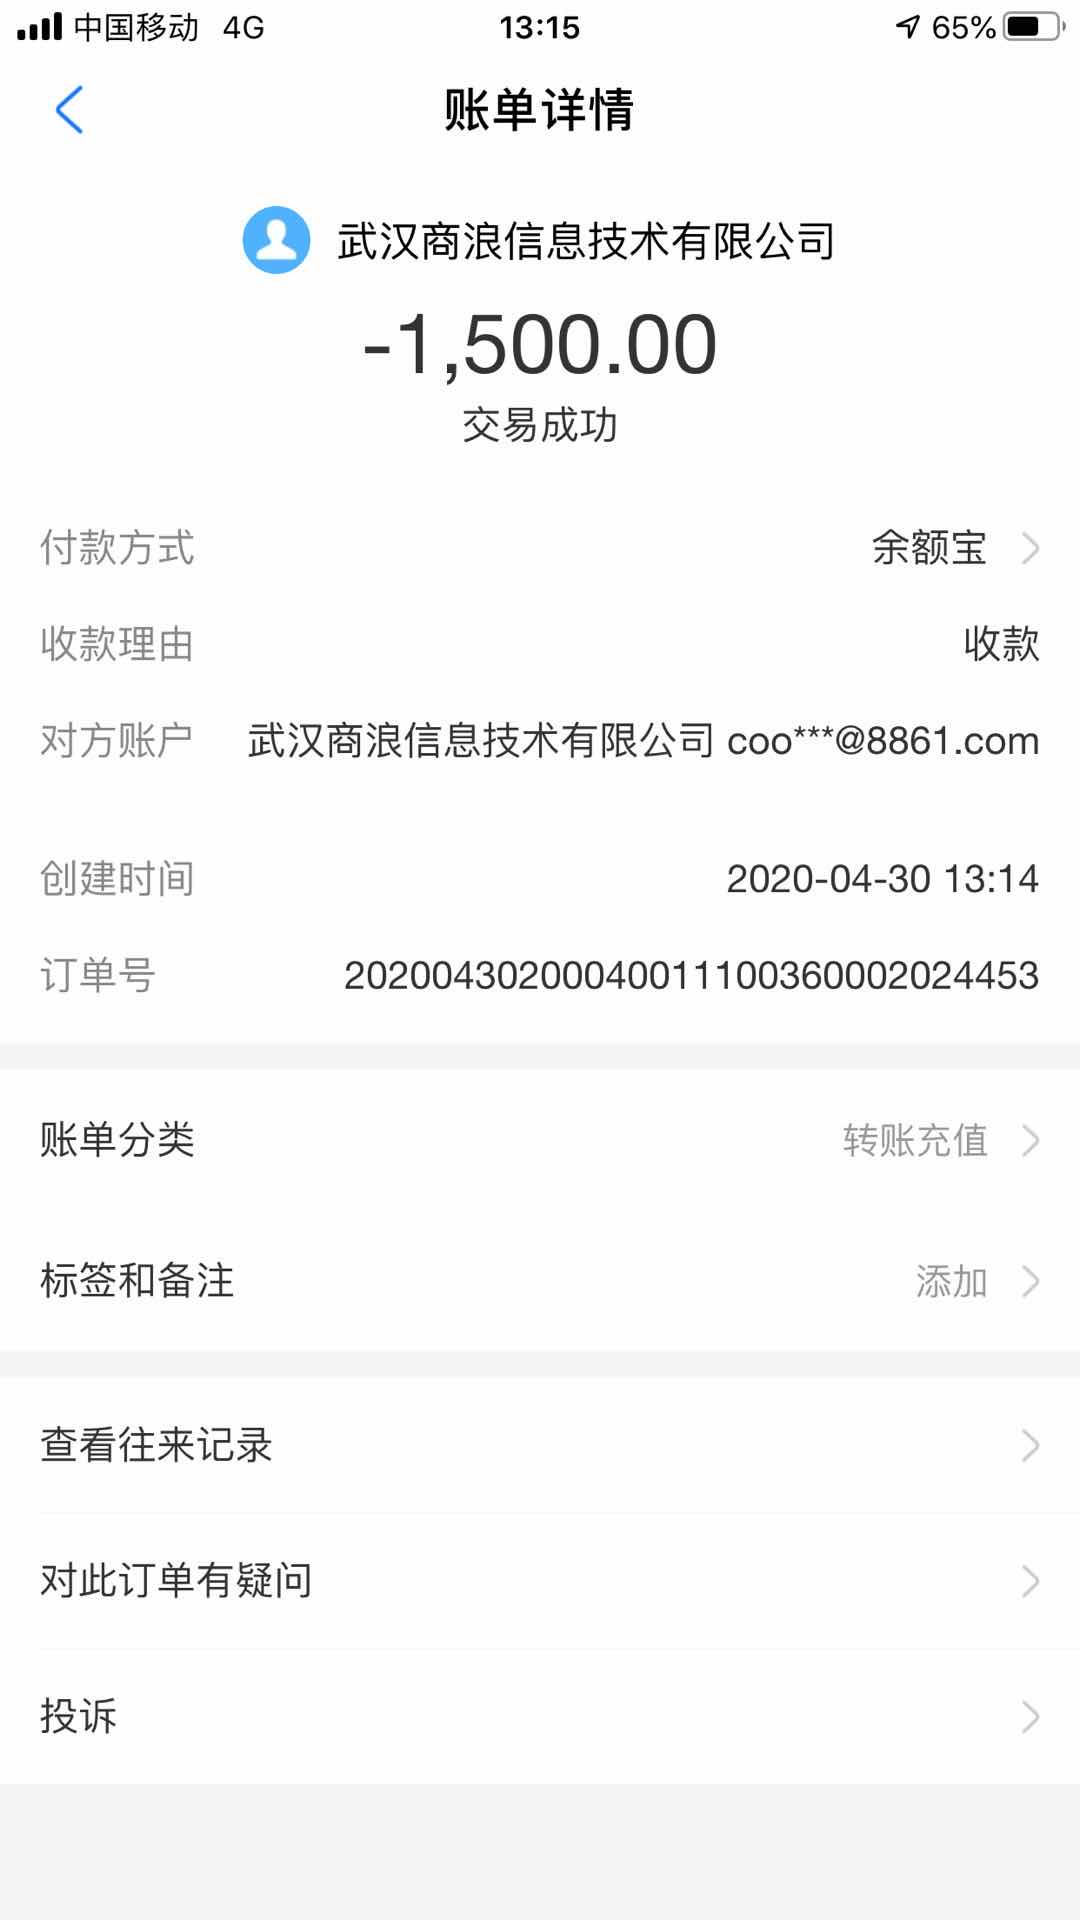 中国移动 4G 13:15 65%
账单详情
武汉商浪信息技术有限公司
-1,500.00
交易成功
付款方式 余额宝
收款理由 收款
对方账户 武汉商浪信息技术有限公司 coo***@8861.com
创建时间 2020-04-30 13:14
订单号 20200430200040011100360002024453
账单分类 转账充值
标签和备注 添加
查看往来记录
对此订单有疑问
投诉